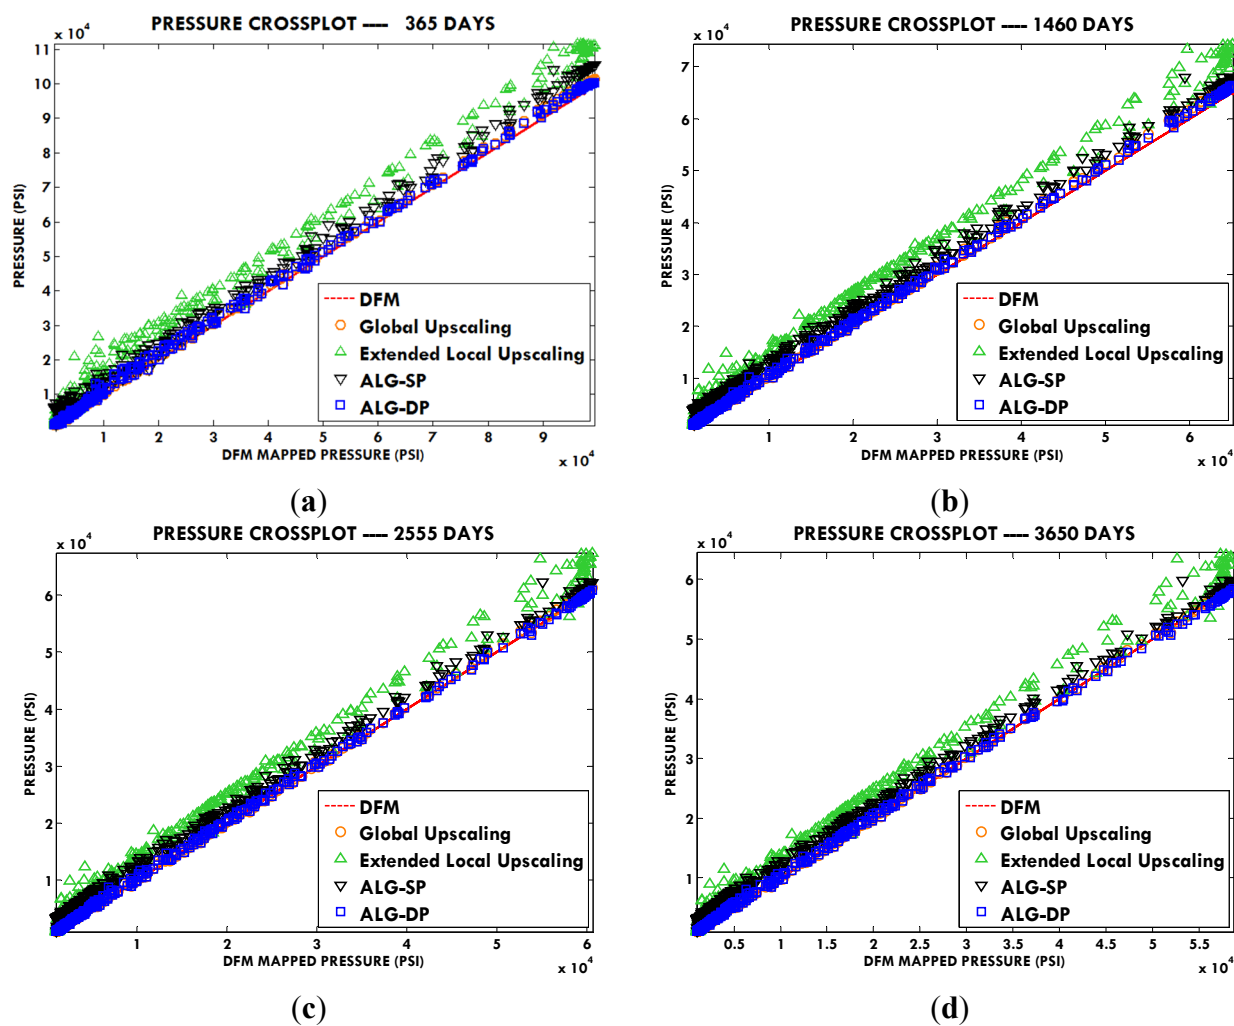 PRESSURE CROSSPLOT ---- 365 DAYS
x 10^4
11
10
9
8
7
6
5
4
3
2
1
PRESSURE (PSI)
DFM
Global Upscaling
Extended Local Upscaling
ALG-SP
ALG-DP
1 2 3 4 5 6 7 8 9
DFM MAPPED PRESSURE (PSI)
x 10^4
(a)
PRESSURE CROSSPLOT ---- 1460 DAYS
x 10^4
7
6
5
4
3
2
1
PRESSURE (PSI)
DFM
Global Upscaling
Extended Local Upscaling
ALG-SP
ALG-DP
1 2 3 4 5 6
DFM MAPPED PRESSURE (PSI)
x 10^4
(b)
PRESSURE CROSSPLOT ---- 2555 DAYS
x 10^4
6
5
4
3
2
1
PRESSURE (PSI)
DFM
Global Upscaling
Extended Local Upscaling
ALG-SP
ALG-DP
1 2 3 4 5 6
DFM MAPPED PRESSURE (PSI)
x 10^4
(c)
PRESSURE CROSSPLOT ---- 3650 DAYS
x 10^4
6
5
4
3
2
1
PRESSURE (PSI)
DFM
Global Upscaling
Extended Local Upscaling
ALG-SP
ALG-DP
0.5 1 1.5 2 2.5 3 3.5 4 4.5 5 5.5
DFM MAPPED PRESSURE (PSI)
x 10^4
(d)